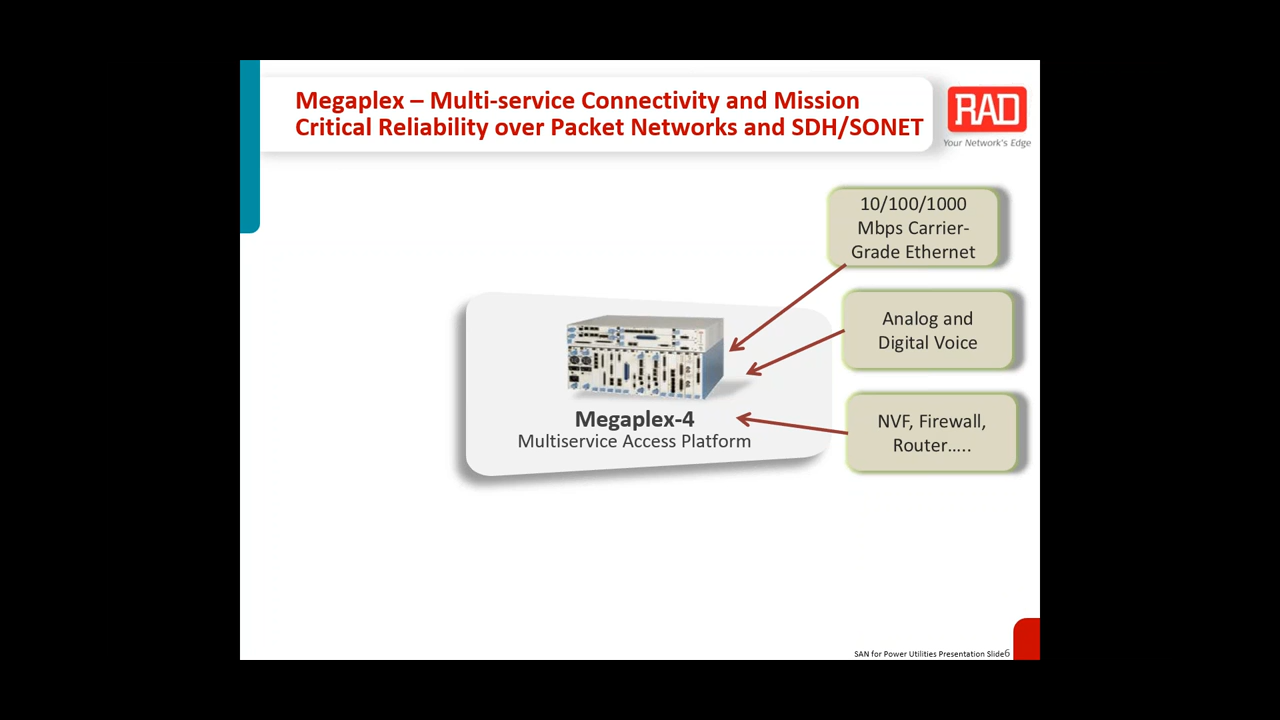 Megaplex – Multi-service Connectivity and Mission
Critical Reliability over Packet Networks and SDH/SONET
RAD
Your Network's Edge
10/100/1000
Mbps Carrier-
Grade Ethernet
Analog and
Digital Voice
NVF, Firewall,
Router…..
Megaplex-4
Multiservice Access Platform
SAN for Power Utilities Presentation Slide6